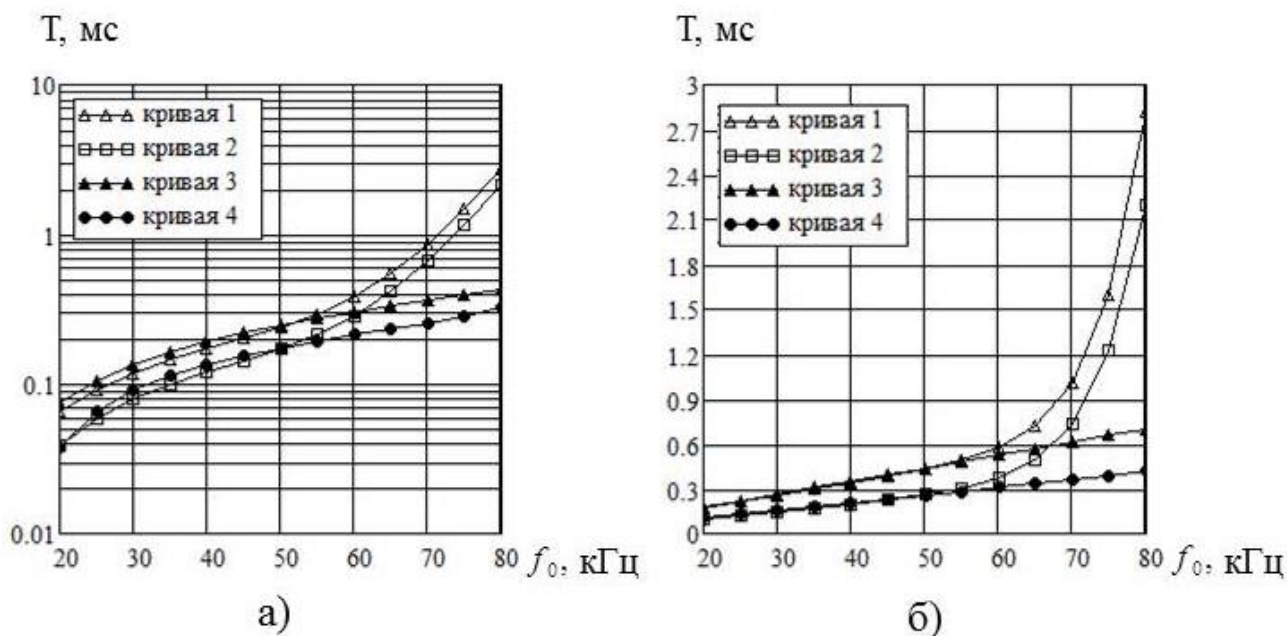 T, мс
10
1
0.1
0.01
кривая 1
кривая 2
кривая 3
кривая 4
20 30 40 50 60 70 80
f₀, кГц
а)
T, мс
3
2.7
2.4
2.1
1.8
1.5
1.2
0.9
0.6
0.3
0
кривая 1
кривая 2
кривая 3
кривая 4
20 30 40 50 60 70 80
f₀, кГц
б)